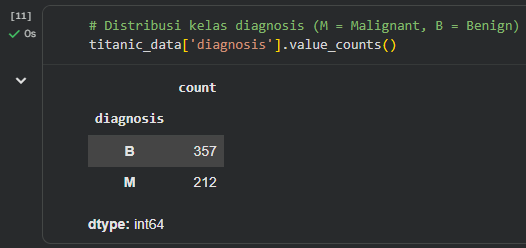 [11]
0s
# Distribusi kelas diagnosis (M = Malignant, B = Benign)
titanic_data['diagnosis'].value_counts()
count
diagnosis
B 357
M 212
dtype: int64